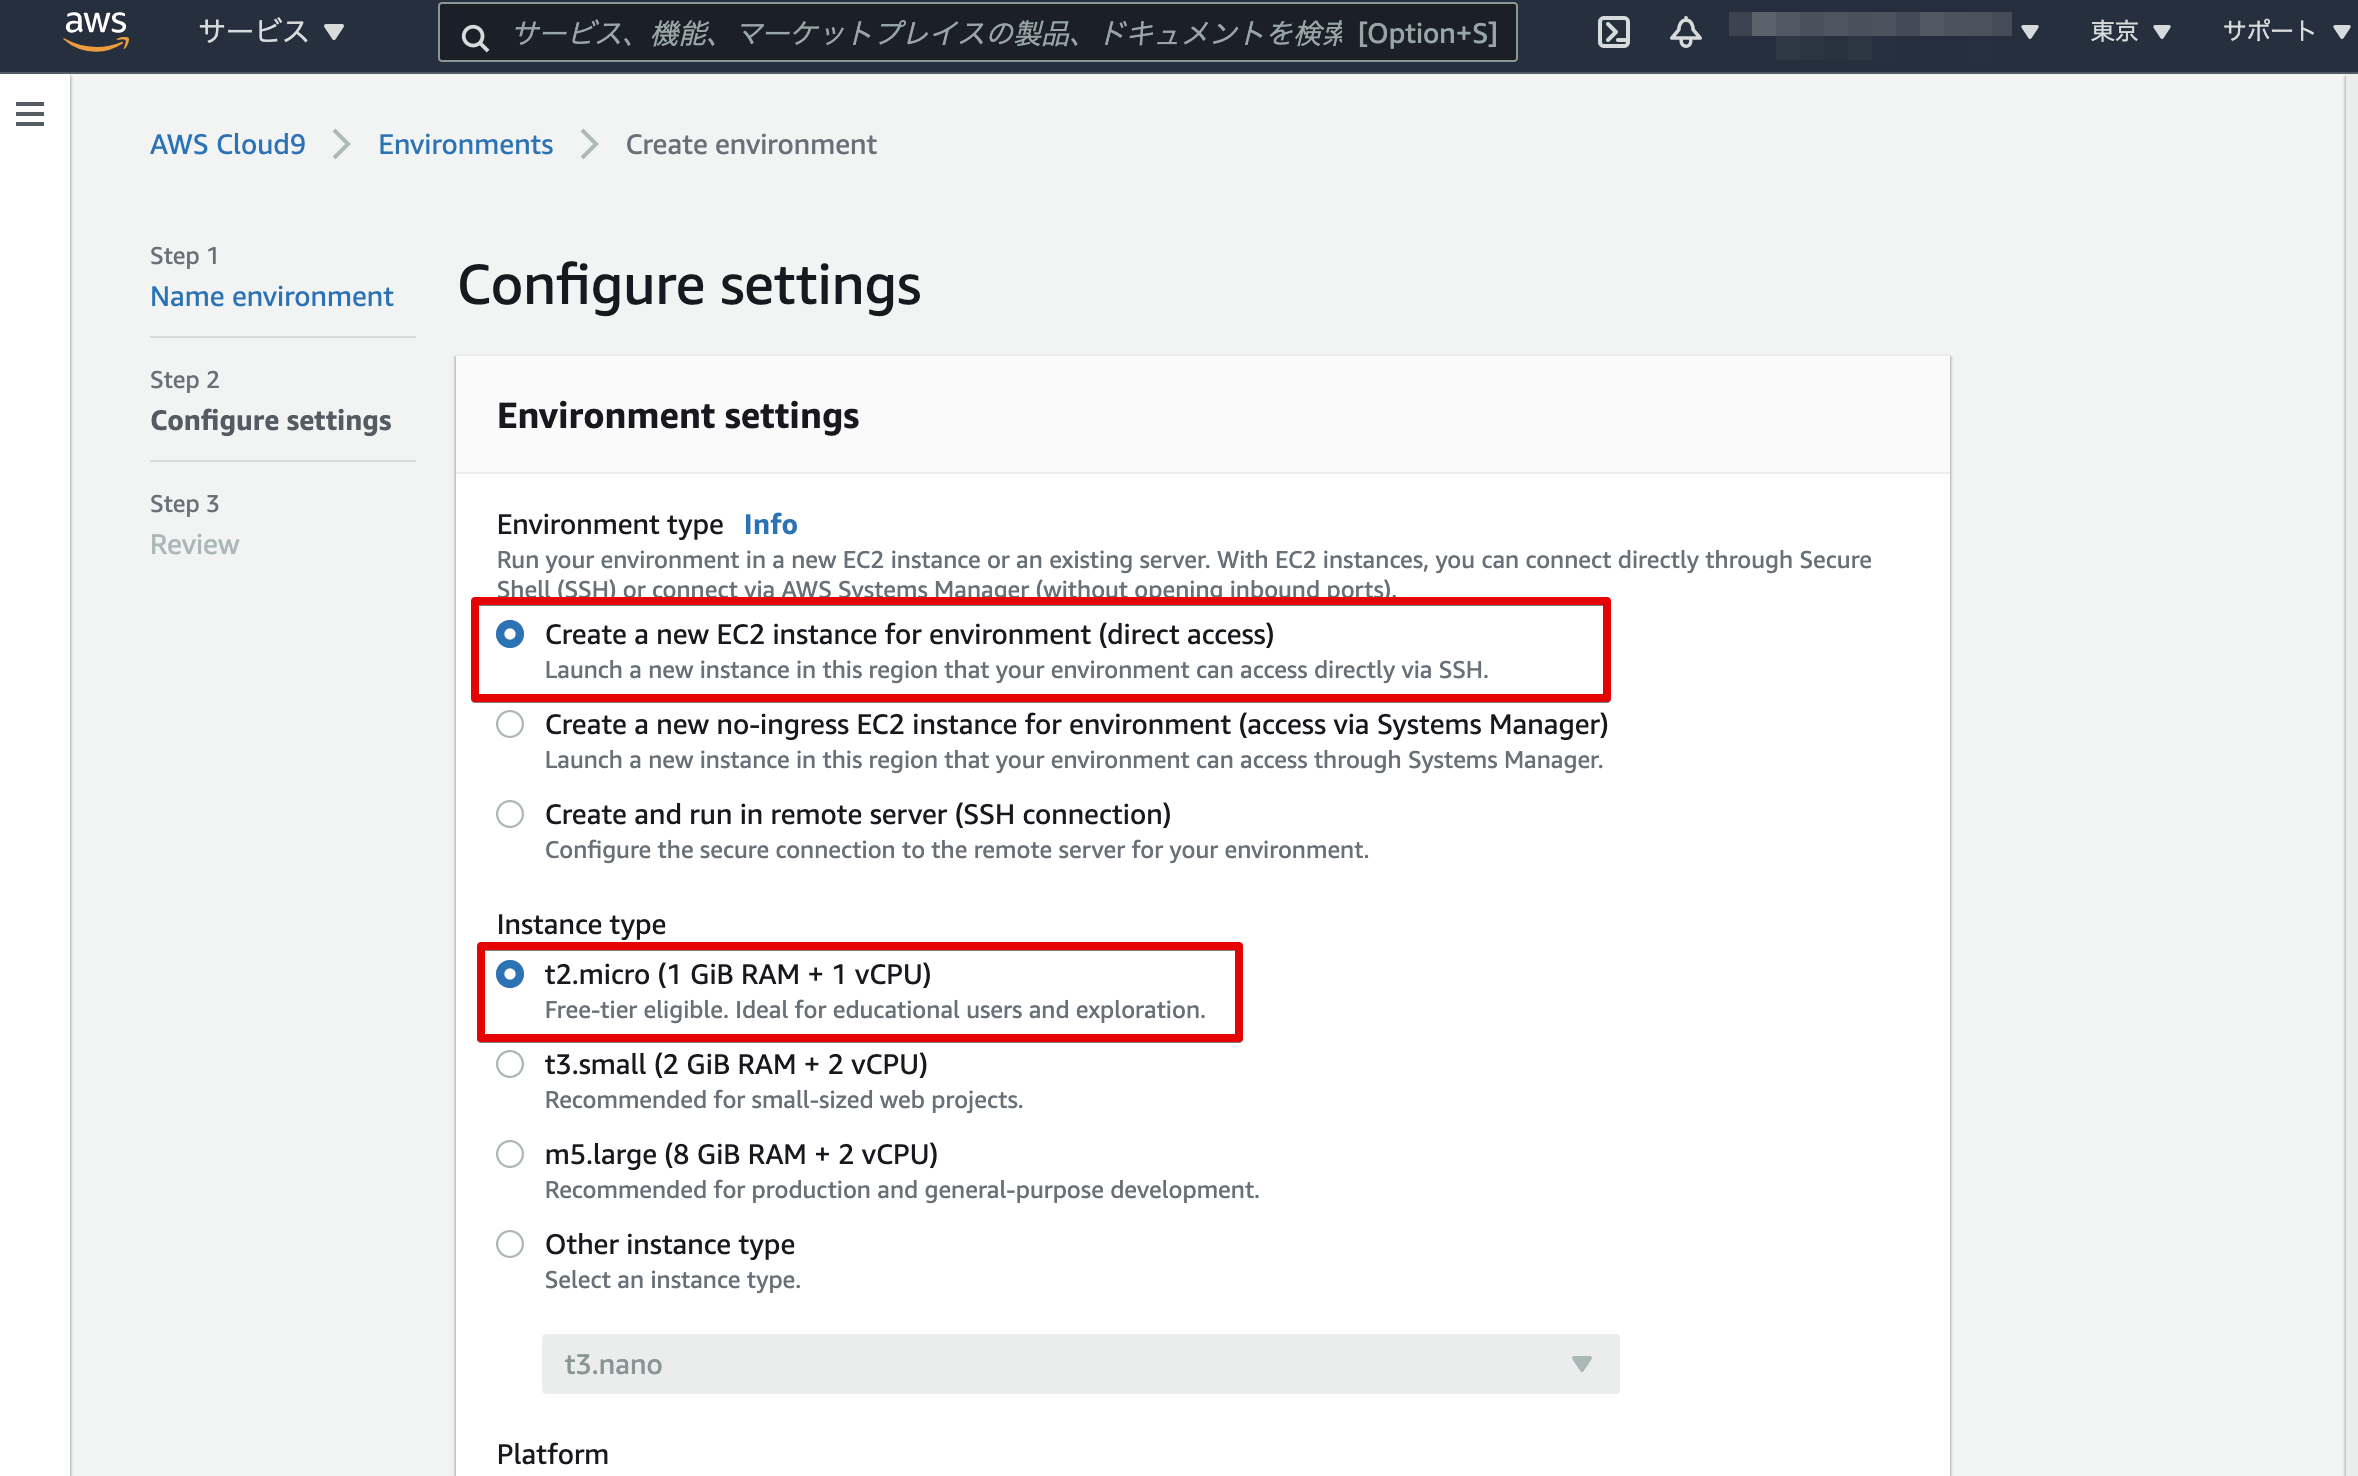 aws
サービス
サービス、機能、マーケットプレイスの製品、ドキュメントを検索 [Option+S]
東京
サポート
AWS Cloud9
Environments
Create environment
Step 1
Name environment
Step 2
Configure settings
Step 3
Review
Configure settings
Environment settings
Environment type Info
Run your environment in a new EC2 instance or an existing server. With EC2 instances, you can connect directly through Secure
Shell (SSH) or connect via AWS Systems Manager (without opening inbound ports).
Create a new EC2 instance for environment (direct access)
Launch a new instance in this region that your environment can access directly via SSH.
Create a new no-ingress EC2 instance for environment (access via Systems Manager)
Launch a new instance in this region that your environment can access through Systems Manager.
Create and run in remote server (SSH connection)
Configure the secure connection to the remote server for your environment.
Instance type
t2.micro (1 GiB RAM + 1 vCPU)
Free-tier eligible. Ideal for educational users and exploration.
t3.small (2 GiB RAM + 2 vCPU)
Recommended for small-sized web projects.
m5.large (8 GiB RAM + 2 vCPU)
Recommended for production and general-purpose development.
Other instance type
Select an instance type.
t3.nano
Platform